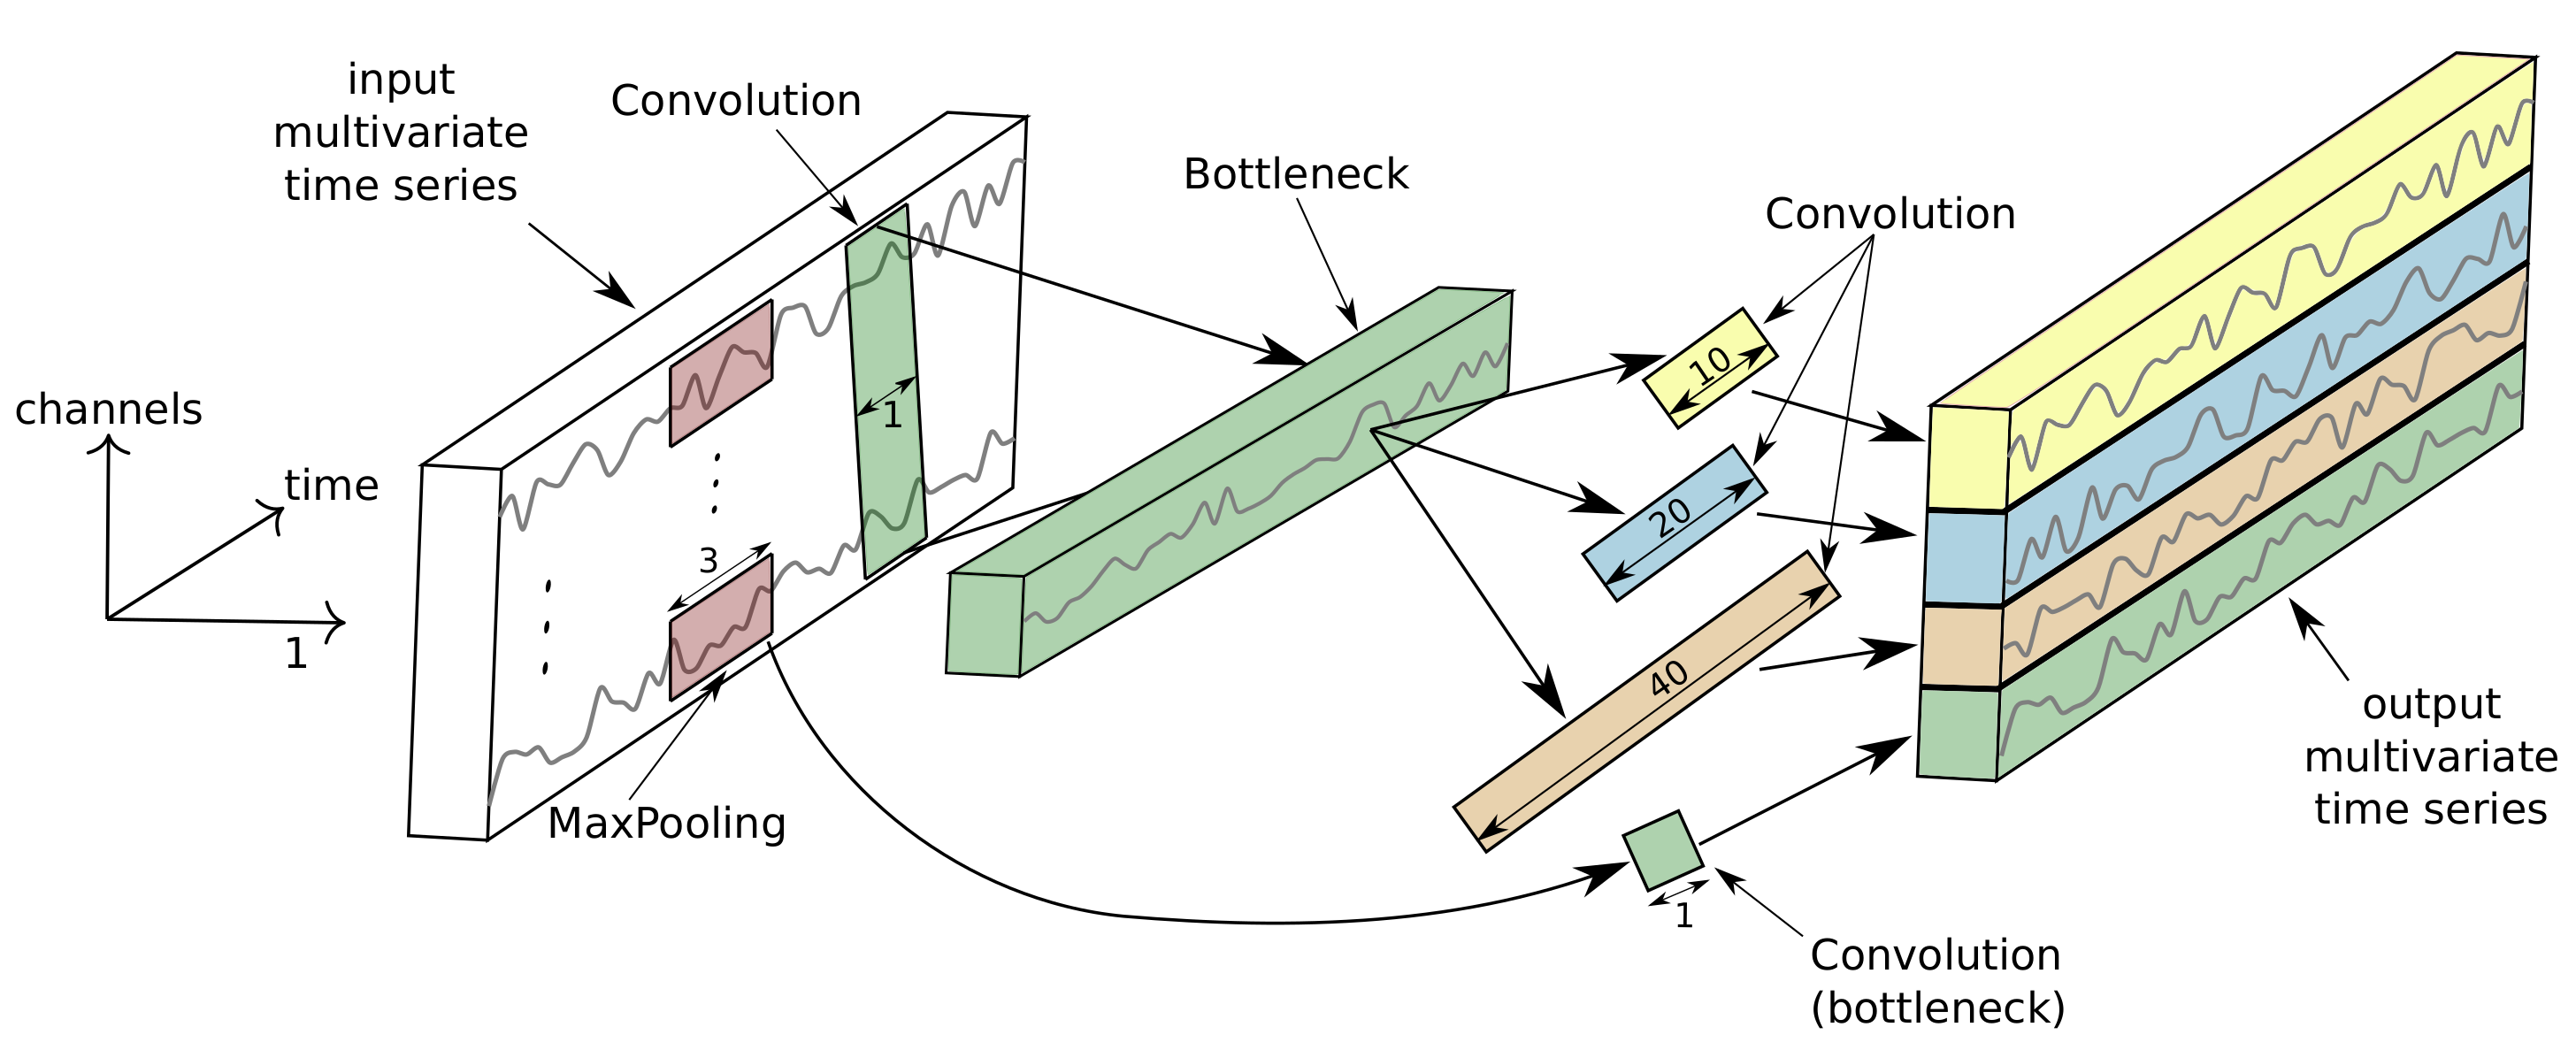 input
multivariate
time series
Convolution
Bottleneck
Convolution
channels
time
1
3
1
MaxPooling
10
20
40
1
Convolution
(bottleneck)
output
multivariate
time series